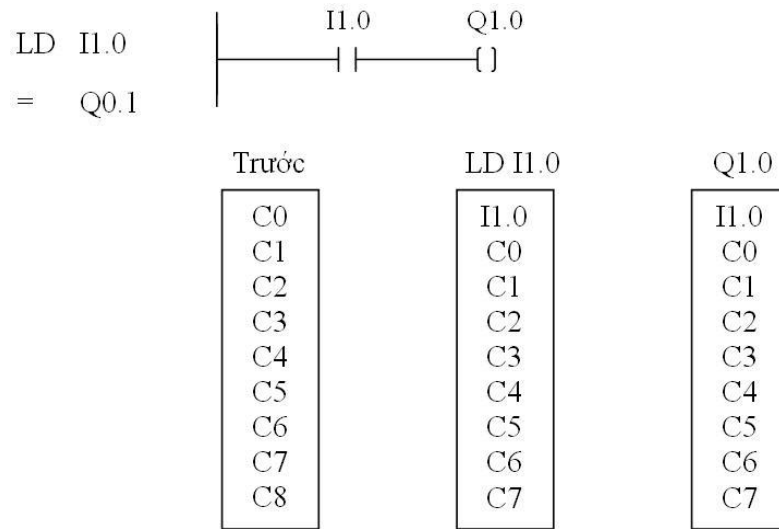 I1.0 Q1.0
LD I1.0
= Q0.1
Trước LD I1.0 Q1.0
C0 I1.0 I1.0
C1 C0 C0
C2 C1 C1
C3 C2 C2
C4 C3 C3
C5 C4 C4
C6 C5 C5
C7 C6 C6
C8 C7 C7